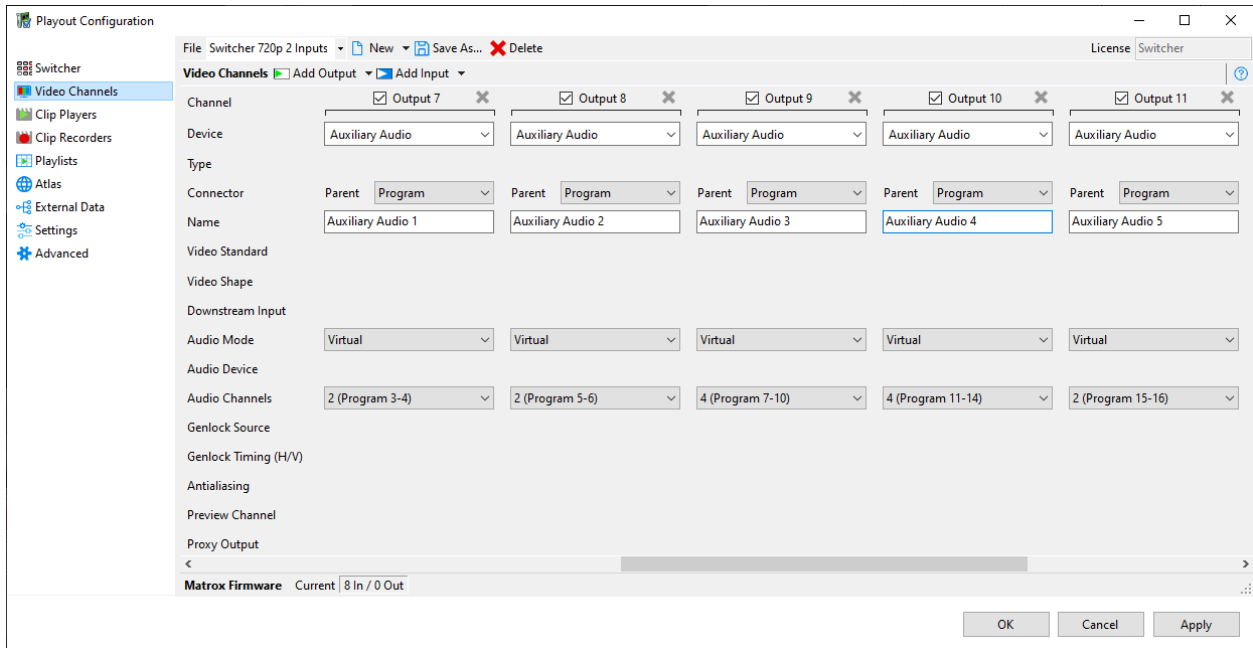 Playout Configuration
File Switcher 720p 2 Inputs New Save As... Delete License Switcher
Switcher
Video Channels
Clip Players
Clip Recorders
Playlists
Atlas
External Data
Settings
Advanced
Video Channels Add Output Add Input
Channel Output 7 Output 8 Output 9 Output 10 Output 11
Device Auxiliary Audio Auxiliary Audio Auxiliary Audio Auxiliary Audio Auxiliary Audio
Type
Connector Parent Program Parent Program Parent Program Parent Program Parent Program
Name Auxiliary Audio 1 Auxiliary Audio 2 Auxiliary Audio 3 Auxiliary Audio 4 Auxiliary Audio 5
Video Standard
Video Shape
Downstream Input
Audio Mode Virtual Virtual Virtual Virtual Virtual
Audio Device
Audio Channels 2 (Program 3-4) 2 (Program 5-6) 4 (Program 7-10) 4 (Program 11-14) 2 (Program 15-16)
Genlock Source
Genlock Timing (H/V)
Antialiasing
Preview Channel
Proxy Output
Matrox Firmware Current 8 In / 0 Out
OK Cancel Apply